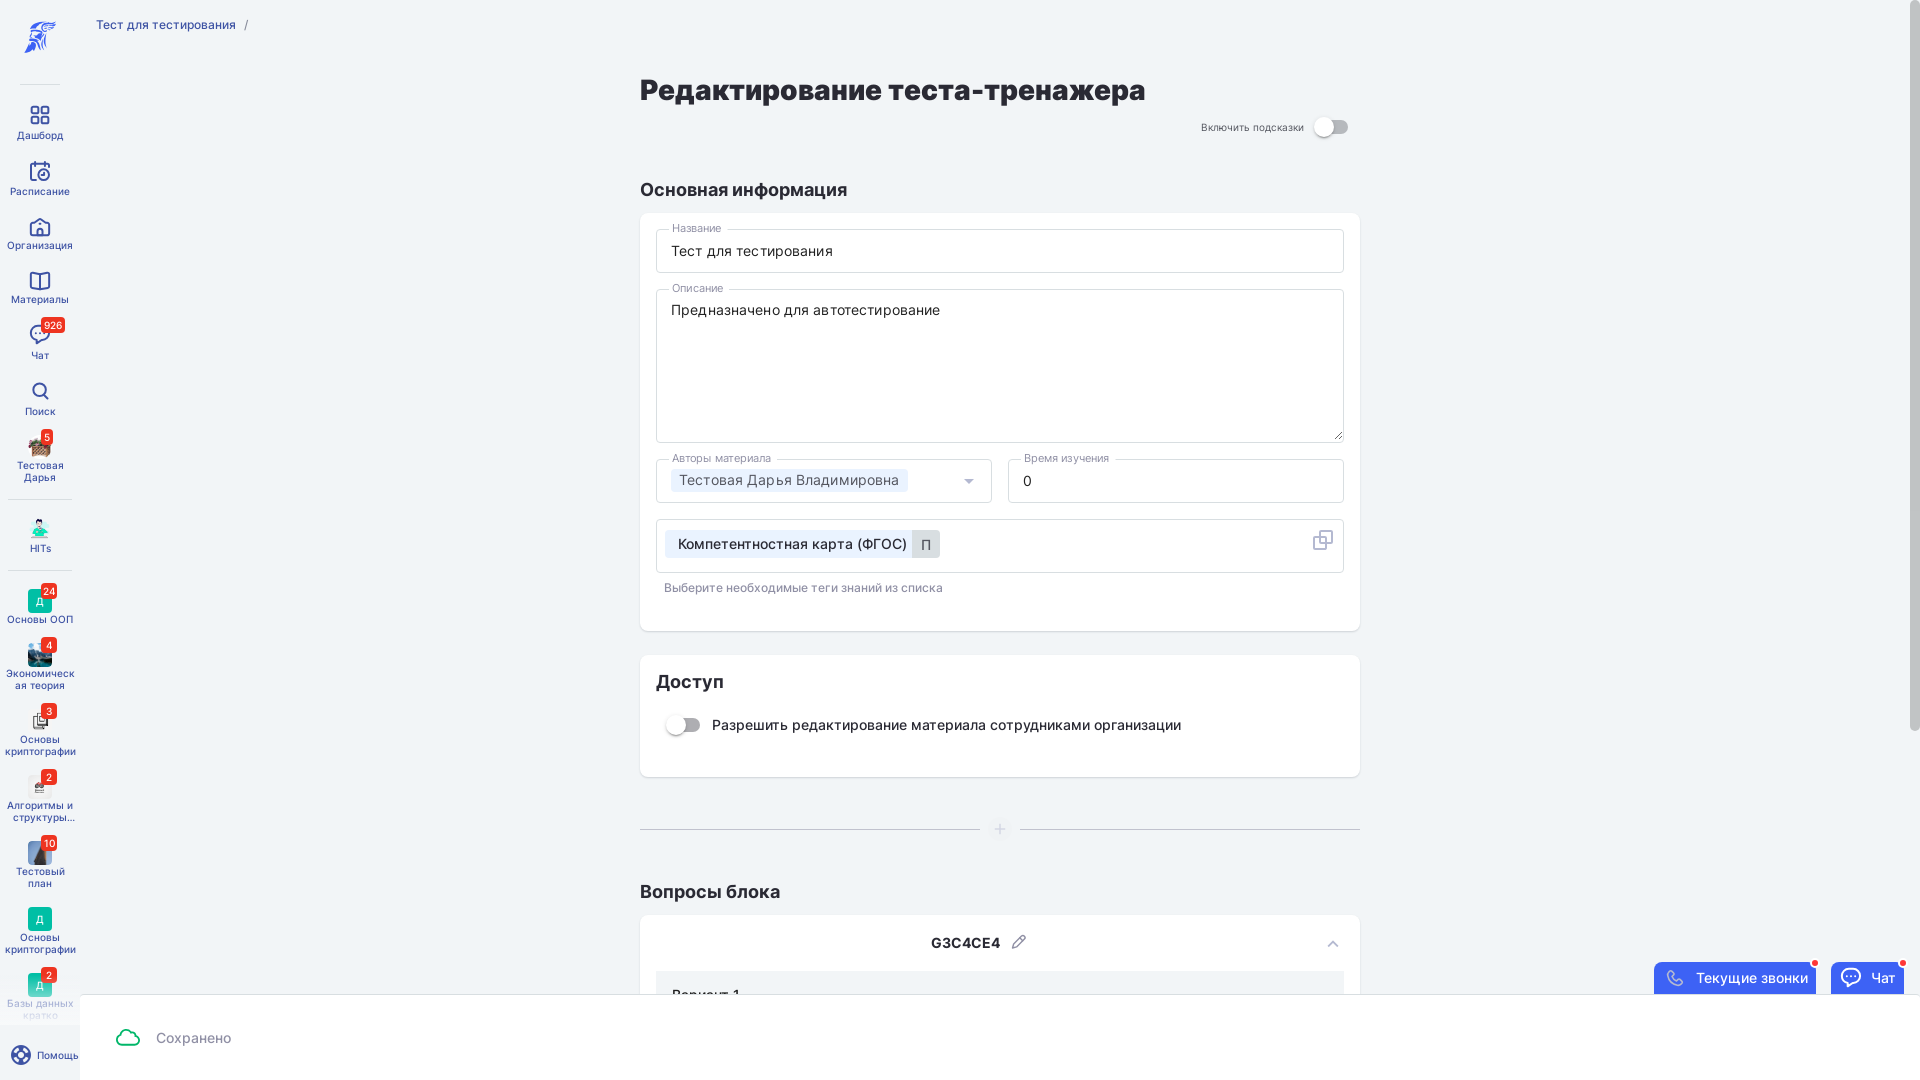 Тест для тестирования /
Дашборд
Расписание
Организация
Материалы
926
Чат
Поиск
5
Тестовая
Дарья
HITs
24
Д
Основы ООП
4
Экономическ
ая теория
3
Основы
криптографии
2
Алгоритмы и
структуры...
10
Тестовый
план
Д
Основы
криптографии
2
Д
Базы данных
кратко
Помощь
Редактирование теста-тренажера
Включить подсказки
Основная информация
Название
Тест для тестирования
Описание
Предназначено для автотестирование
Авторы материала
Тестовая Дарья Владимировна
Время изучения
0
Компетентностная карта (ФГОС) П
Выберите необходимые теги знаний из списка
Доступ
Разрешить редактирование материала сотрудниками организации
Вопросы блока
G3C4CE4
Вариант 1
Текущие звонки
Чат
Сохранено